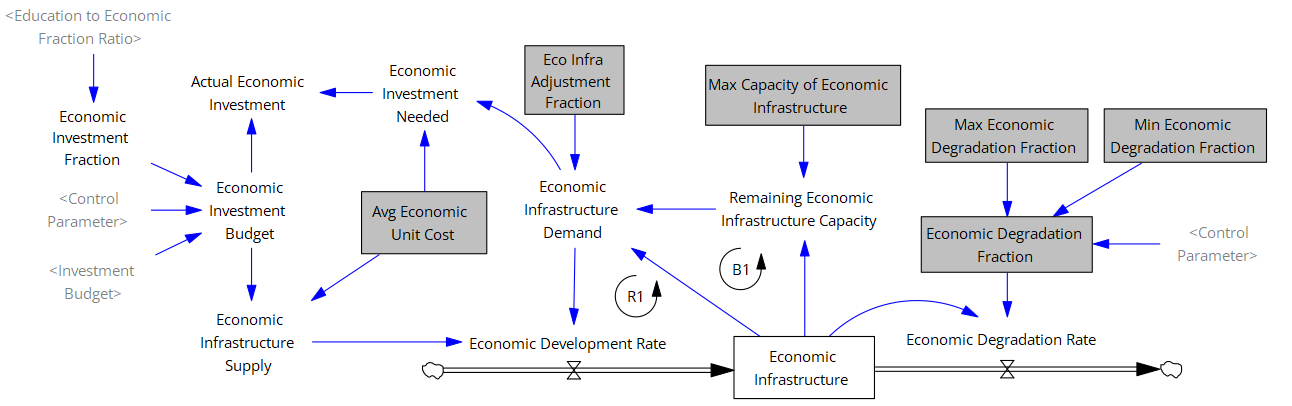 <Education to Economic
Fraction Ratio>
Economic
Investment
Fraction
<Control
Parameter>
<Investment
Budget>
Actual Economic
Investment
Economic
Investment
Budget
Economic
Infrastructure
Supply
Economic
Investment
Needed
Avg Economic
Unit Cost
Eco Infra
Adjustment
Fraction
Economic
Infrastructure
Demand
R1
Economic Development Rate
Max Capacity of Economic
Infrastructure
Remaining Economic
Infrastructure Capacity
B1
Economic
Infrastructure
Max Economic
Degradation Fraction
Min Economic
Degradation Fraction
Economic Degradation
Fraction
<Control
Parameter>
Economic Degradation Rate